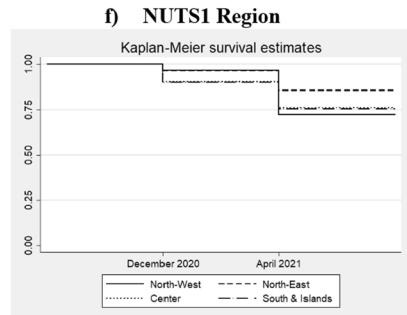 f) NUTS1 Region
Kaplan-Meier survival estimates
1.00
0.75
0.50
0.25
0.00
December 2020 April 2021
North-West North-East
Center South & Islands